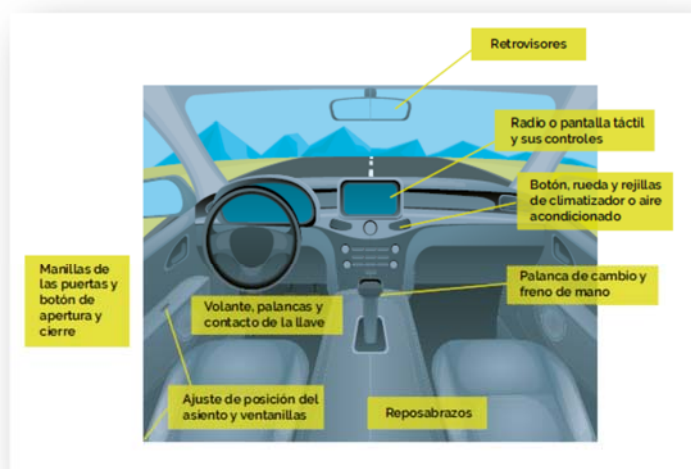 Retrovisores
Radio o pantalla táctil
y sus controles
Botón, rueda y rejillas
de climatizador o aire
acondicionado
Manillas de
las puertas y
botón de
apertura y
cierre
Palanca de cambio y
freno de mano
Volante, palancas y
contacto de la llave
Ajuste de posición del
asiento y ventanillas
Reposabrazos